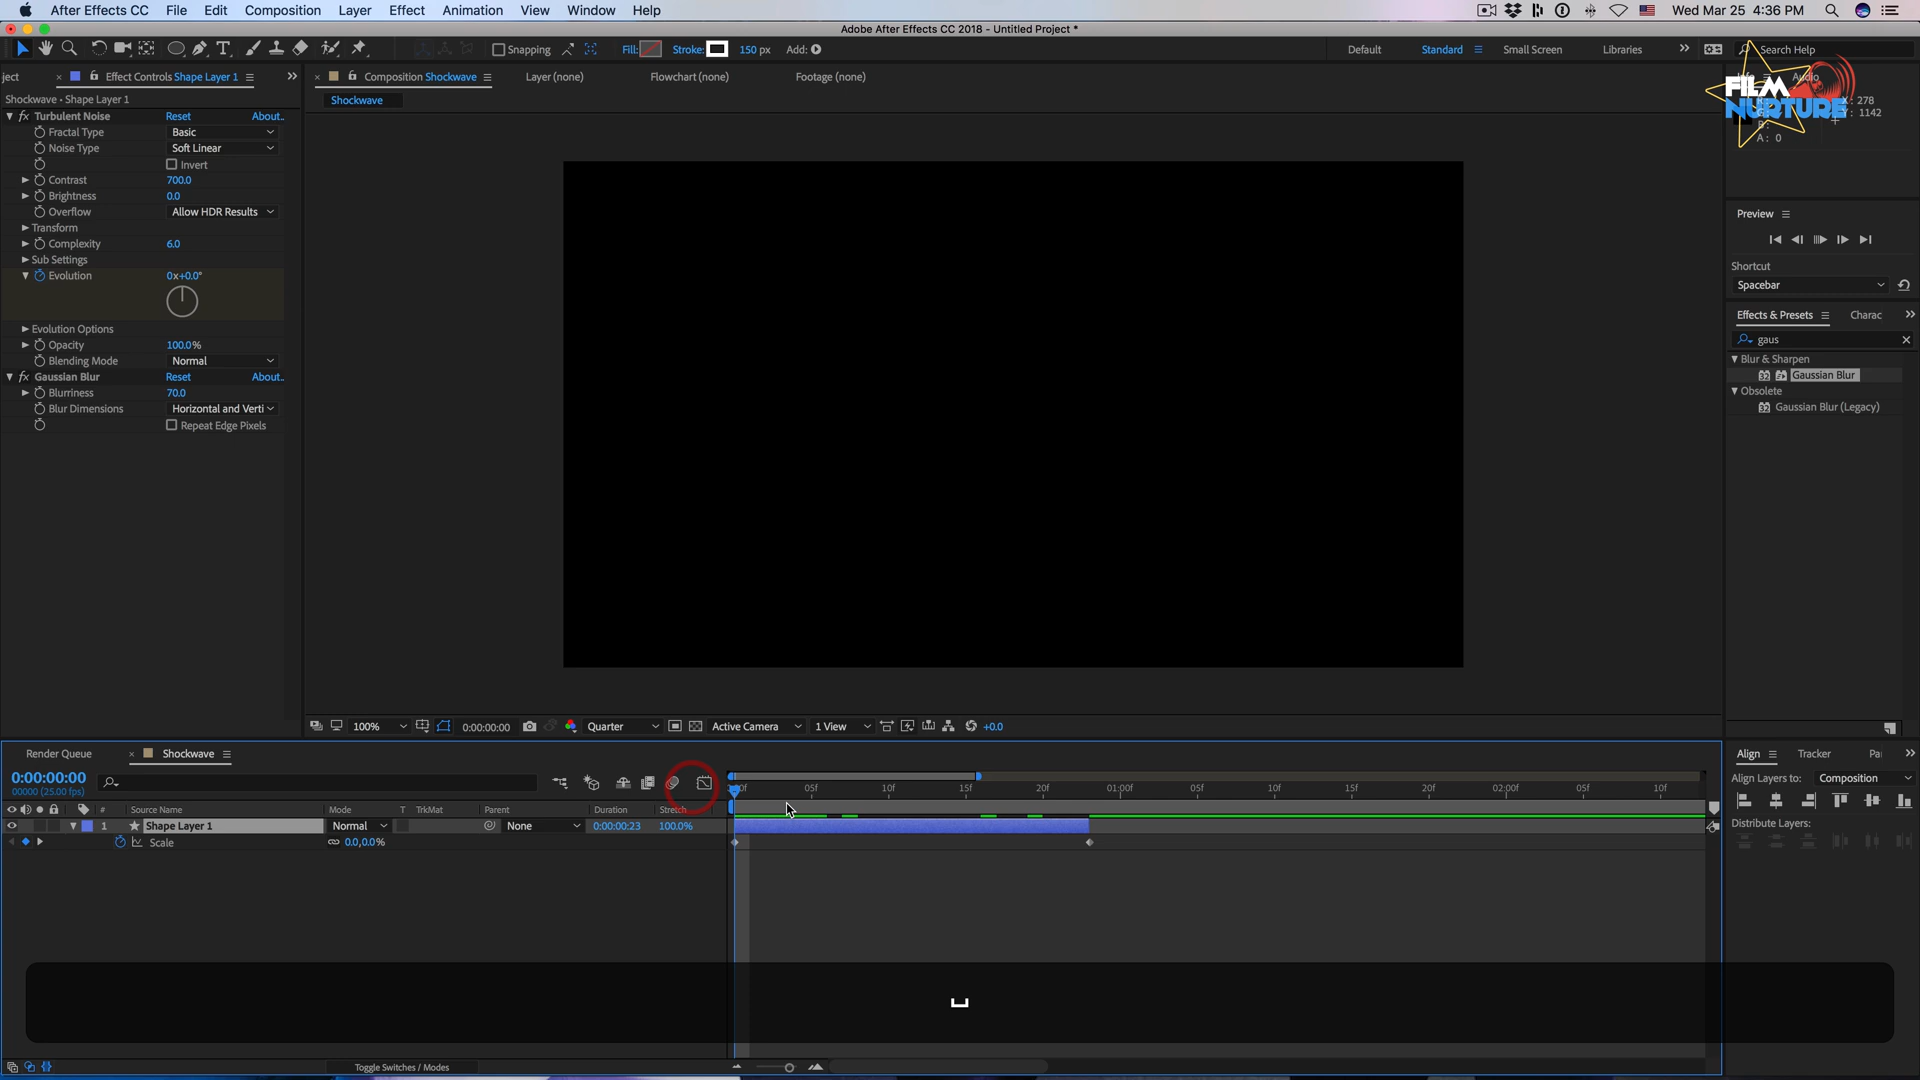 After Effects CC File Edit Composition Layer Effect Animation View Window Help
Wed Mar 25 4:36 PM
Adobe After Effects CC 2018 - Untitled Project *
Snapping
Fill: Stroke: 150 px Add:
Default Standard Small Screen Libraries Search Help
ject Effect Controls Shape Layer 1
Composition Shockwave Layer (none) Flowchart (none) Footage (none)
Audio
FILM
NURTURE
Shockwave • Shape Layer 1
Shockwave
X: 278
Y: 1142
B:
A: 0
Turbulent Noise Reset About..
Fractal Type Basic
Noise Type Soft Linear
Invert
Contrast 700.0
Brightness 0.0
Overflow Allow HDR Results
Transform
Complexity 6.0
Sub Settings
Evolution 0x+0.0°
Evolution Options
Opacity 100.0%
Blending Mode Normal
Gaussian Blur Reset About..
Blurriness 70.0
Blur Dimensions Horizontal and Verti
Repeat Edge Pixels
Preview
Shortcut
Spacebar
Effects & Presets Charac
gaus
Blur & Sharpen
32 Gaussian Blur
Obsolete
32 Gaussian Blur (Legacy)
100% 0:00:00:00 Quarter Active Camera 1 View +0.0
Render Queue Shockwave
0:00:00:00
00000 (25.00 fps)
05f 10f 15f 20f 01:00f 05f 10f 15f 20f 02:00f 05f 10f
# Source Name Mode T TrkMat Parent Duration Stretch
1 Shape Layer 1 Normal None 0:00:00:23 100.0%
Scale 0.0,0.0%
Toggle Switches / Modes
Align Tracker Pa
Align Layers to: Composition
Distribute Layers: